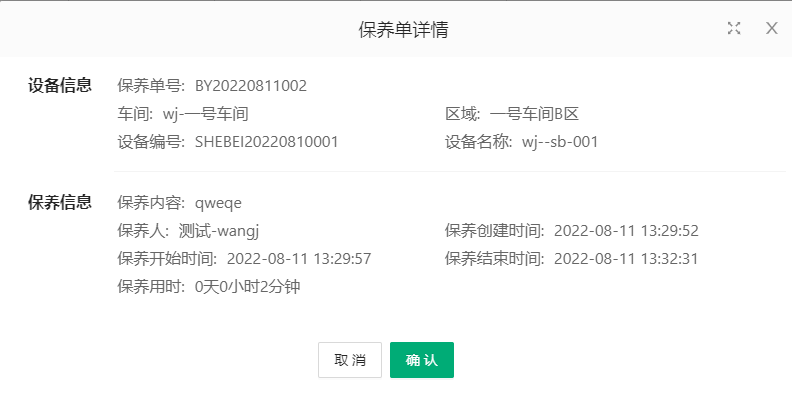 保养单详情
设备信息 保养单号: BY20220811002
车间: wj-一号车间 区域: 一号车间B区
设备编号: SHEBEI20220810001 设备名称: wj--sb-001
保养信息 保养内容: qweqe
保养人: 测试-wangj 保养创建时间: 2022-08-11 13:29:52
保养开始时间: 2022-08-11 13:29:57 保养结束时间: 2022-08-11 13:32:31
保养用时: 0天0小时2分钟
取 消 确 认